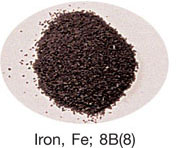 Iron, Fe; 8B(8)